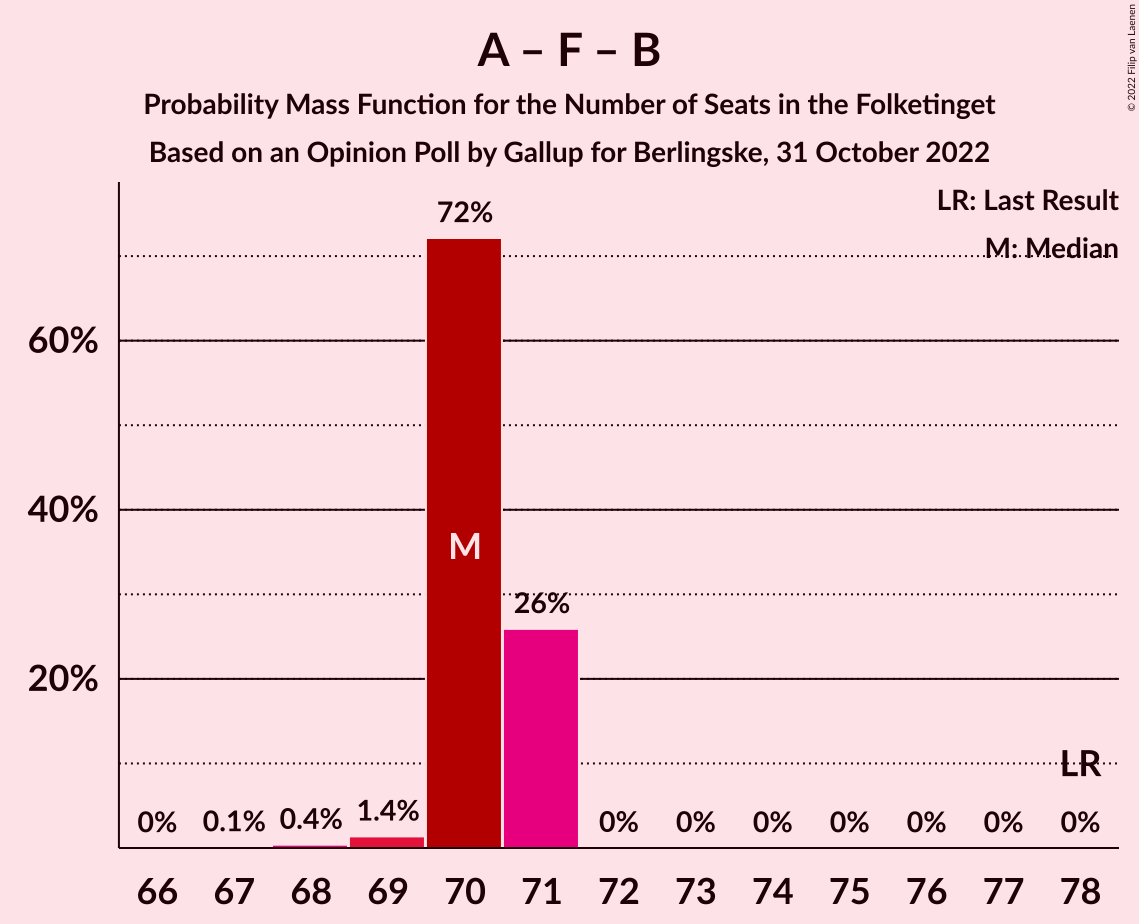 A – F – B
Probability Mass Function for the Number of Seats in the Folketinget
Based on an Opinion Poll by Gallup for Berlingske, 31 October 2022
© 2022 Filip van Laenen
LR: Last Result
M: Median
72%
60%
40%
M
26%
20%
LR
0% 0.1% 0.4% 1.4% 0% 0% 0% 0% 0% 0% 0%
66 67 68 69 70 71 72 73 74 75 76 77 78